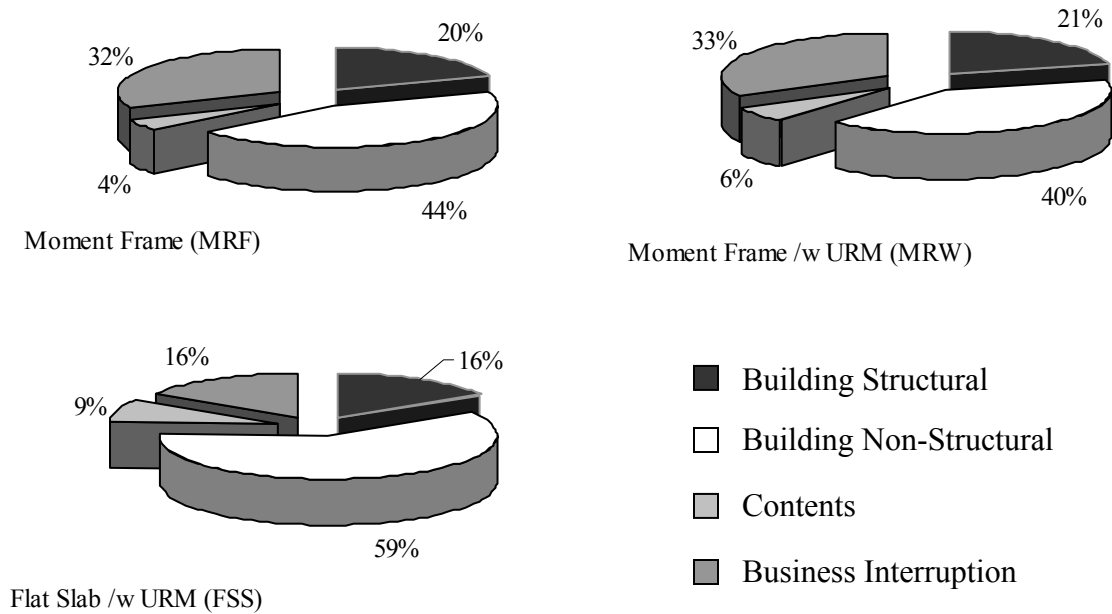 32%
20%
4%
44%
Moment Frame (MRF)
33%
21%
6%
40%
Moment Frame /w URM (MRW)
16%
16%
9%
59%
Flat Slab /w URM (FSS)
Building Structural
Building Non-Structural
Contents
Business Interruption